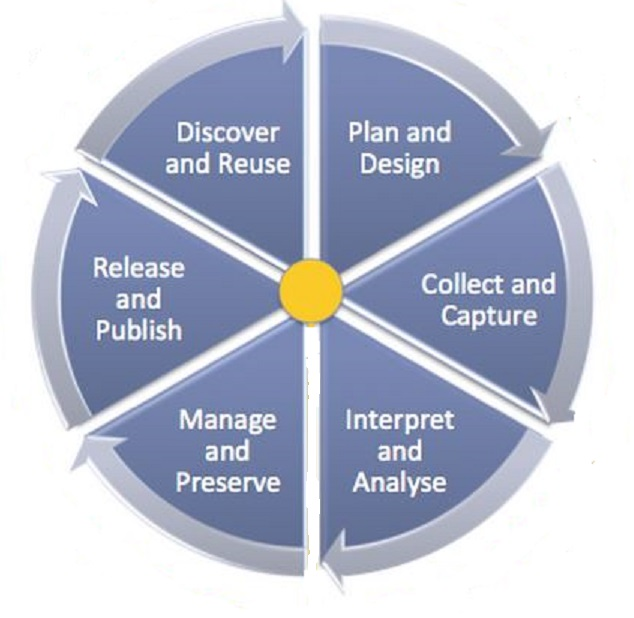 Discover
and Reuse
Plan and
Design
Collect and
Capture
Interpret
and
Analyse
Manage
and
Preserve
Release
and
Publish